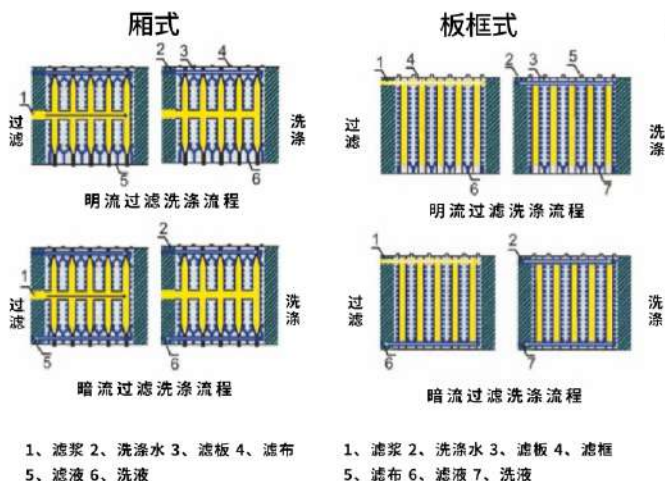 厢式
板框式
2 3 4
1
过滤
洗涤
5
6
明流过滤洗涤流程
1
4
2 3 5
过滤
洗涤
6
7
明流过滤洗涤流程
1
2
过滤
洗涤
5
6
暗流过滤洗涤流程
1
2
过滤
洗涤
6
7
暗流过滤洗涤流程
1、滤浆 2、洗涤水 3、滤板 4、滤布
5、滤液 6、洗液
1、滤浆 2、洗涤水 3、滤板 4、滤框
5、滤布 6、滤液 7、洗液